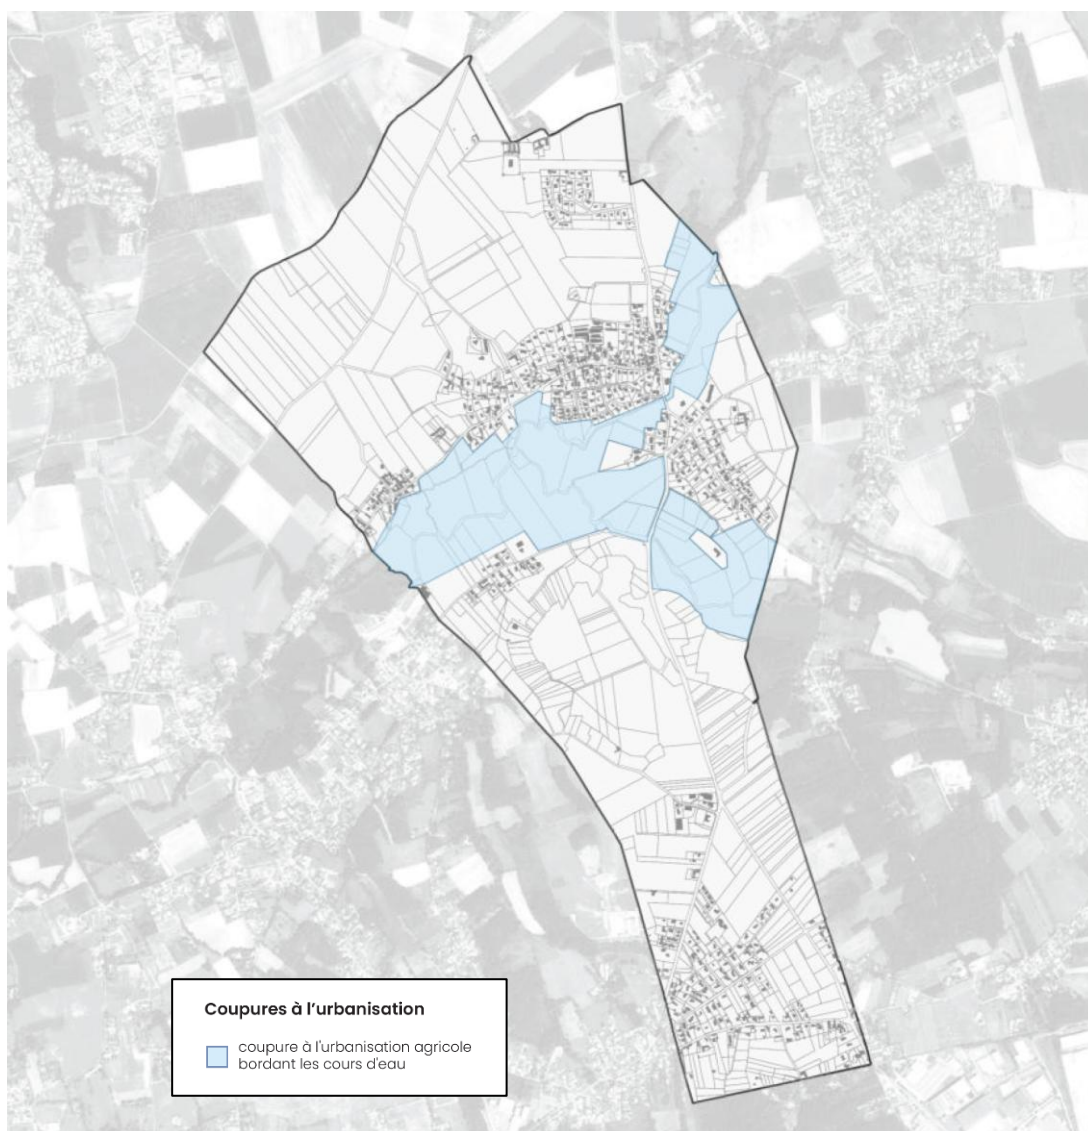 Coupures à l’urbanisation
coupure à l'urbanisation agricole
bordant les cours d'eau